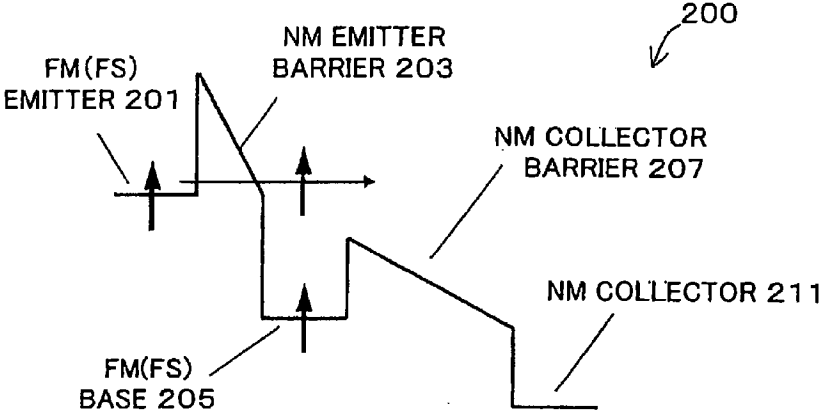 200
NM EMITTER
BARRIER 203
FM(FS)
EMITTER 201
NM COLLECTOR
BARRIER 207
NM COLLECTOR 211
FM(FS)
BASE 205